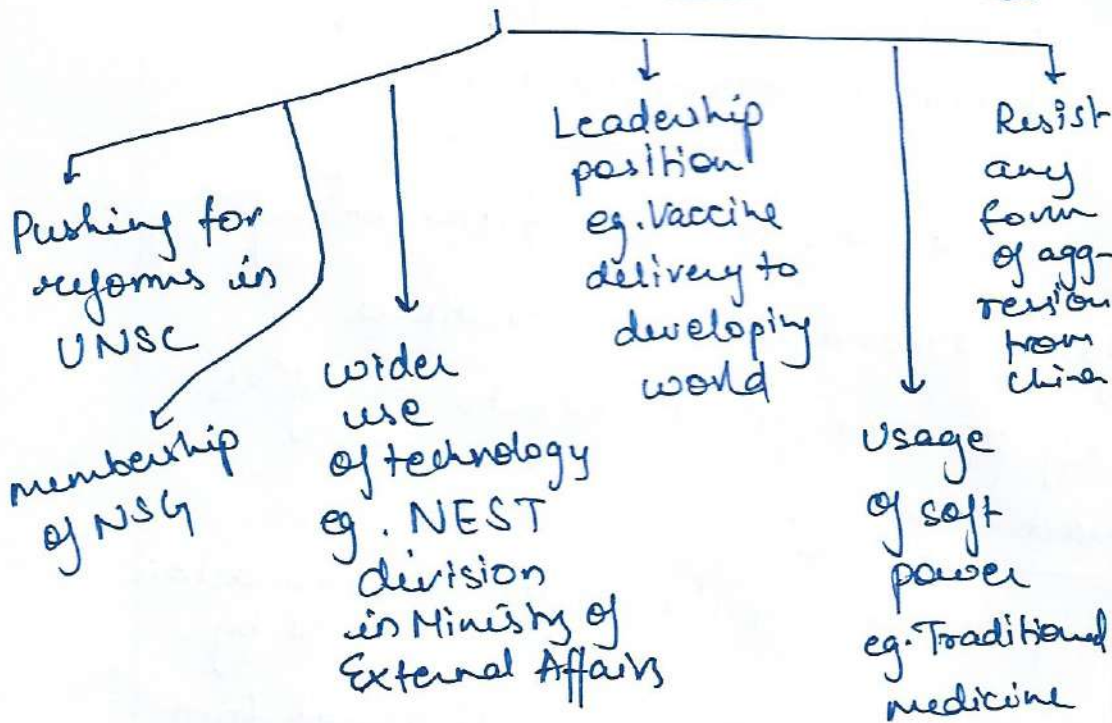 Pushing for
reforms in
UNSC
membership
of NSG
wider
use
of technology
eg. NEST
division
in Ministry of
External Affairs
Leadership
position
eg. Vaccine
delivery to
developing
world
Usage
of soft
power
eg. Traditional
medicine
Resist
any
form
of agg-
ression
from
China